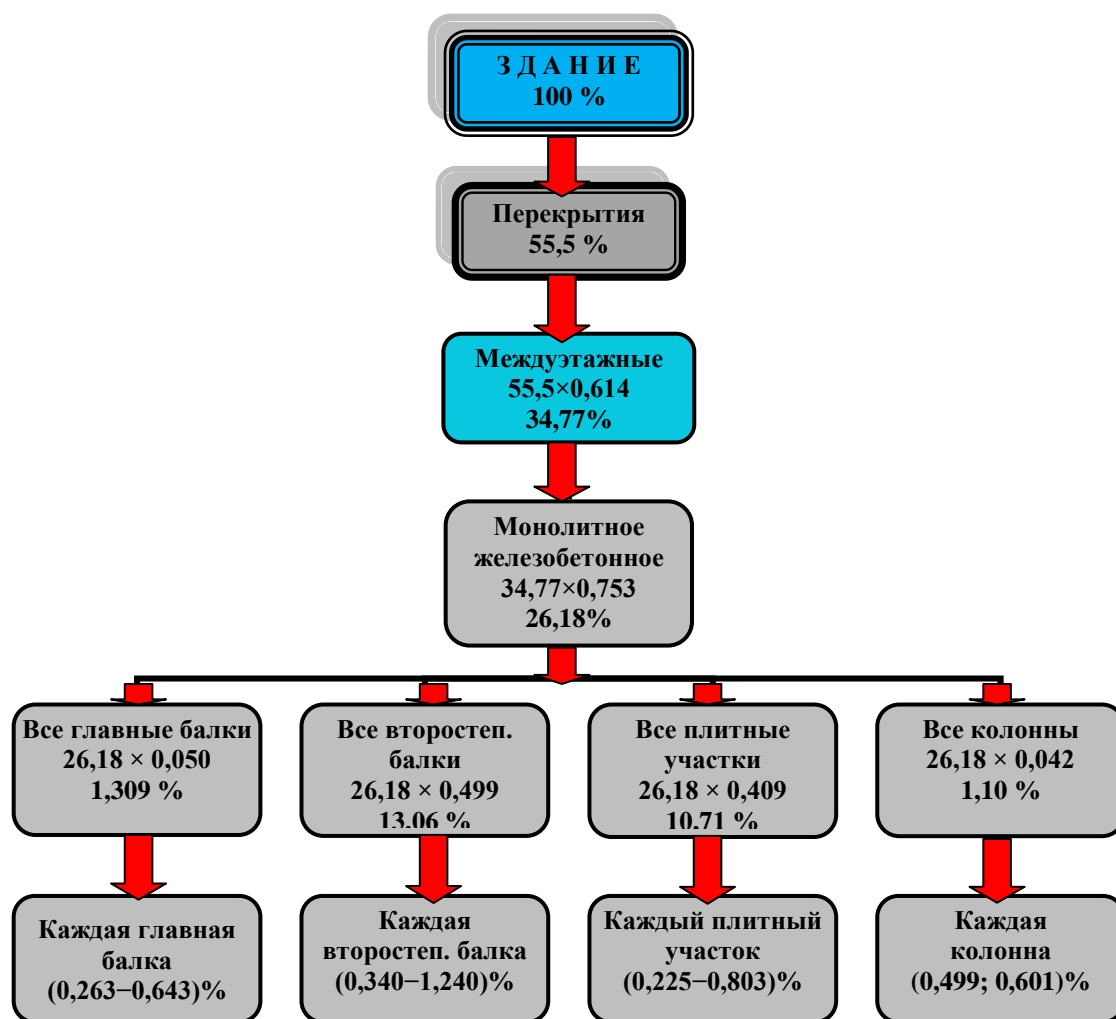 З Д А Н И Е
100 %
Перекрытия
55,5 %
Междуэтажные
55,5×0,614
34,77%
Монолитное
железобетонное
34,77×0,753
26,18%
Все главные балки
26,18 × 0,050
1,309 %
Все второстеп.
балки
26,18 × 0,499
13,06 %
Все плитные
участки
26,18 × 0,409
10,71 %
Все колонны
26,18 × 0,042
1,10 %
Каждая главная
балка
(0,263−0,643)%
Каждая
второстеп. балка
(0,340−1,240)%
Каждый плитный
участок
(0,225−0,803)%
Каждая
колонна
(0,499; 0,601)%